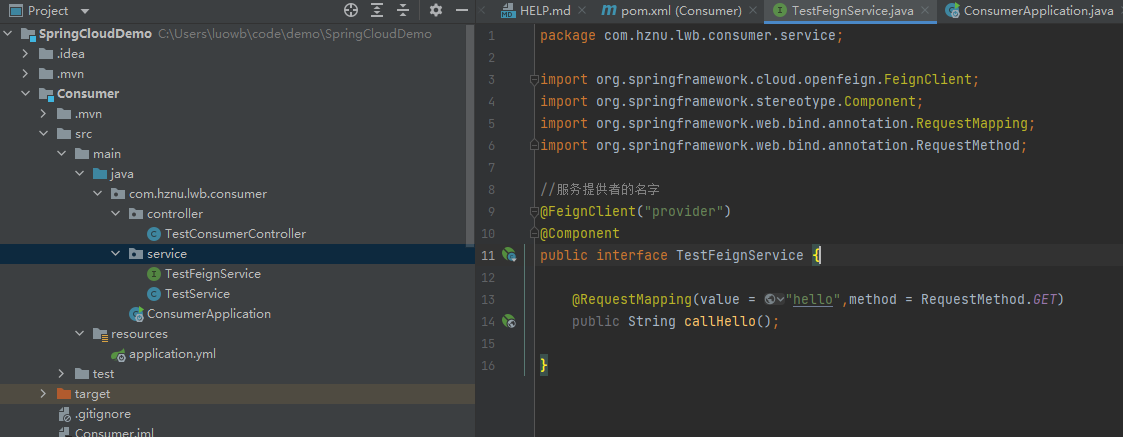 Project
SpringCloudDemo C:\Users\luowb\code\demo\SpringCloudDemo
.idea
.mvn
Consumer
.mvn
src
main
java
com.hznu.lwb.consumer
controller
TestConsumerController
service
TestFeignService
TestService
ConsumerApplication
resources
application.yml
test
target
.gitignore
Consumer.iml
HELP.md
pom.xml (Consumer)
TestFeignService.java
ConsumerApplication.java
1 package com.hznu.lwb.consumer.service;
2
3 import org.springframework.cloud.openfeign.FeignClient;
4 import org.springframework.stereotype.Component;
5 import org.springframework.web.bind.annotation.RequestMapping;
6 import org.springframework.web.bind.annotation.RequestMethod;
7
8 //服务提供者的名字
9 @FeignClient("provider")
10 @Component
11 public interface TestFeignService {
12
13 @RequestMapping(value = "hello",method = RequestMethod.GET)
14 public String callHello();
15
16 }